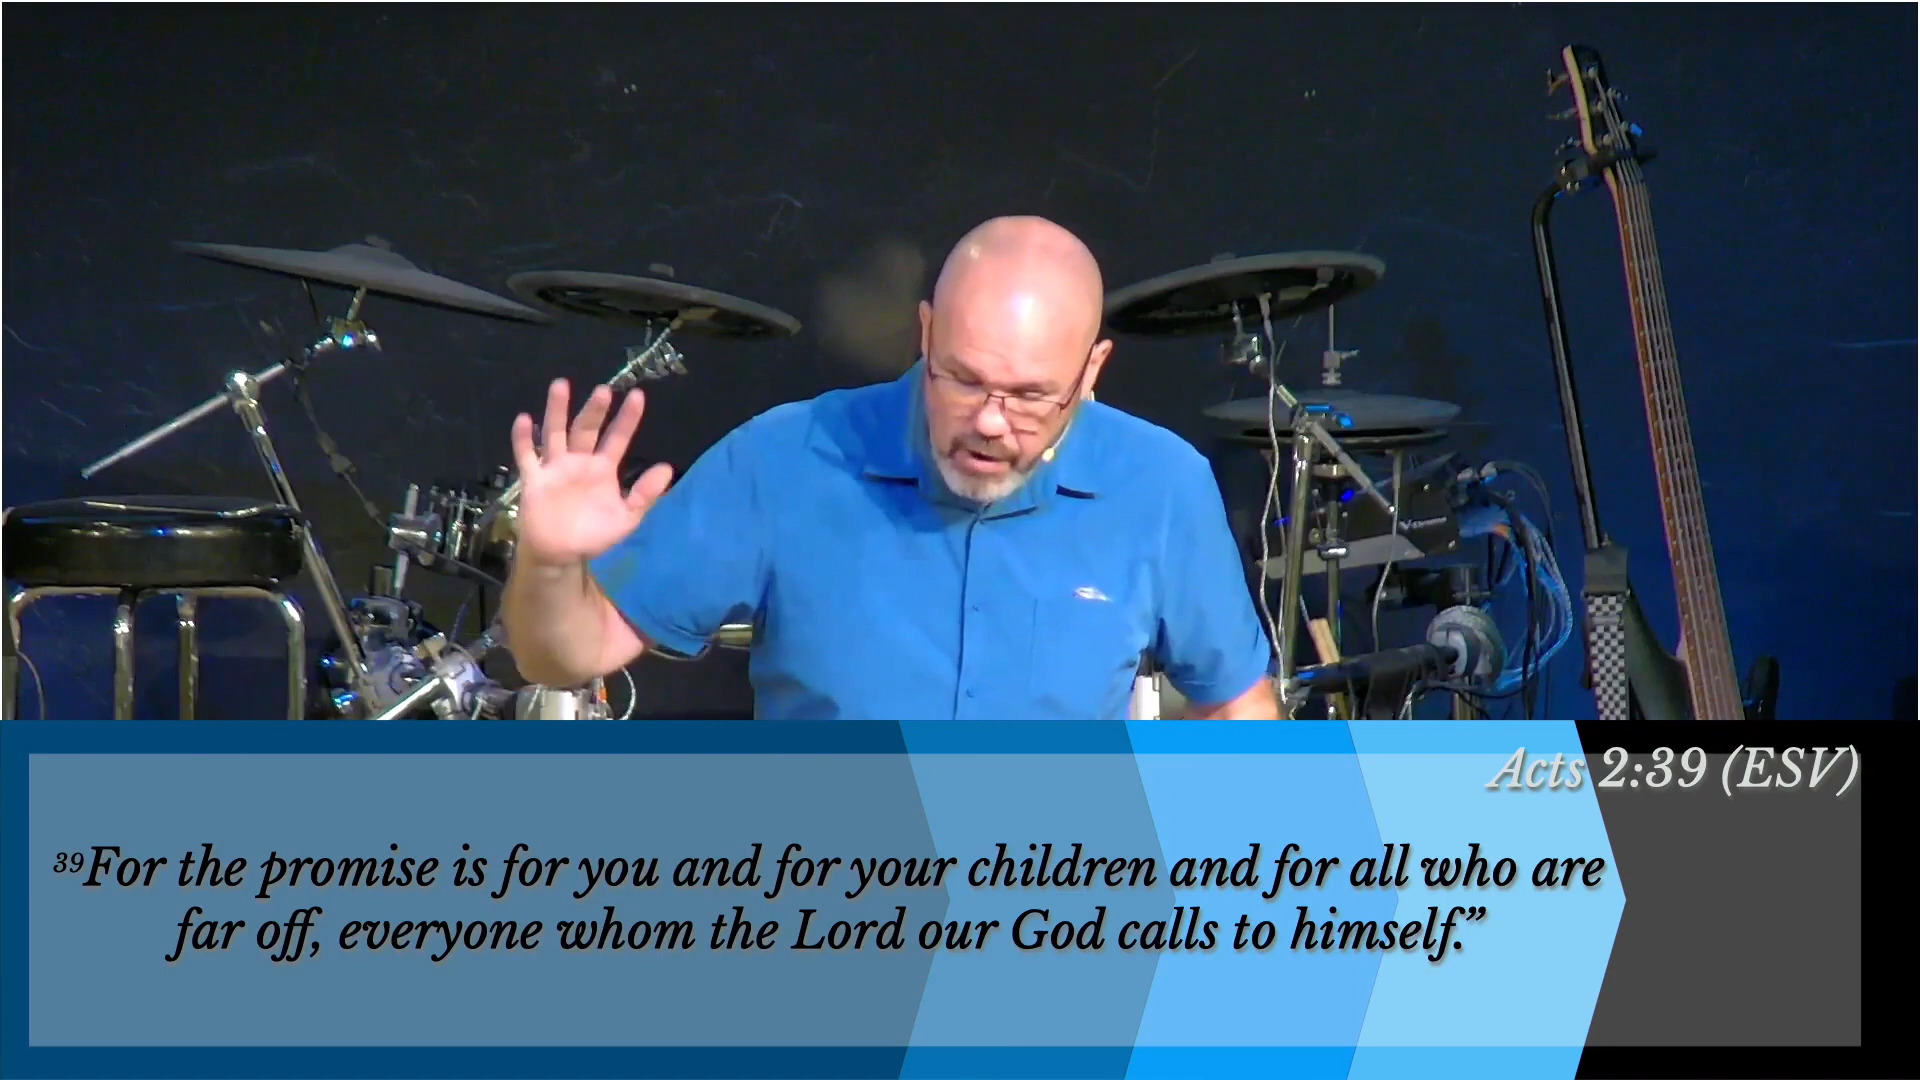 Acts 2:39 (ESV)
³⁹For the promise is for you and for your children and for all who are
far off, everyone whom the Lord our God calls to himself.”